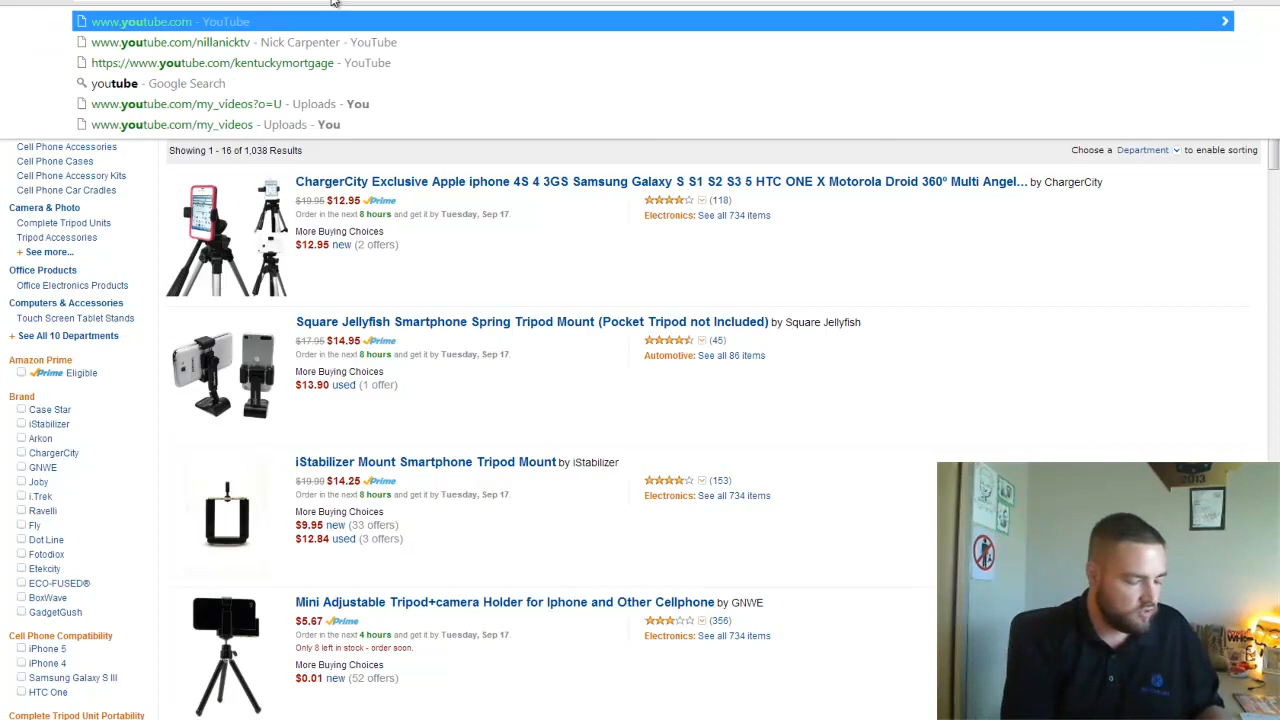 www.youtube.com - YouTube
www.youtube.com/nillanicktv - Nick Carpenter - YouTube
https://www.youtube.com/kentuckymortgage - YouTube
youtube - Google Search
www.youtube.com/my_videos?o=U - Uploads - You
www.youtube.com/my_videos - Uploads - You
Cell Phone Accessories
Cell Phone Cases
Cell Phone Accessory Kits
Cell Phone Car Cradles
Camera & Photo
Complete Tripod Units
Tripod Accessories
+ See more...
Office Products
Office Electronics Products
Computers & Accessories
Touch Screen Tablet Stands
+ See All 10 Departments
Amazon Prime
Prime Eligible
Brand
Case Star
iStabilizer
Arkon
ChargerCity
GNWE
Joby
i.Trek
Ravelli
Fly
Dot Line
Fotodiox
Etekcity
ECO-FUSED®
BoxWave
GadgetGush
Cell Phone Compatibility
iPhone 5
iPhone 4
Samsung Galaxy S III
HTC One
Complete Tripod Unit Portability
Showing 1 - 16 of 1,038 Results
Choose a Department to enable sorting
ChargerCity Exclusive Apple iphone 4S 4 3GS Samsung Galaxy S S1 S2 S3 5 HTC ONE X Motorola Droid 360° Multi Angel... by ChargerCity
$19.95 $12.95 Prime
Order in the next 8 hours and get it by Tuesday, Sep 17.
More Buying Choices
$12.95 new (2 offers)
(118)
Electronics: See all 734 items
Square Jellyfish Smartphone Spring Tripod Mount (Pocket Tripod not Included) by Square Jellyfish
$17.95 $14.95 Prime
Order in the next 8 hours and get it by Tuesday, Sep 17.
More Buying Choices
$13.90 used (1 offer)
(45)
Automotive: See all 86 items
iStabilizer Mount Smartphone Tripod Mount by iStabilizer
$19.99 $14.25 Prime
Order in the next 8 hours and get it by Tuesday, Sep 17.
More Buying Choices
$9.95 new (33 offers)
$12.84 used (3 offers)
(153)
Electronics: See all 734 items
Mini Adjustable Tripod+camera Holder for Iphone and Other Cellphone by GNWE
$5.67 Prime
Order in the next 4 hours and get it by Tuesday, Sep 17.
Only 8 left in stock - order soon.
More Buying Choices
$0.01 new (52 offers)
(356)
Electronics: See all 734 items
2013